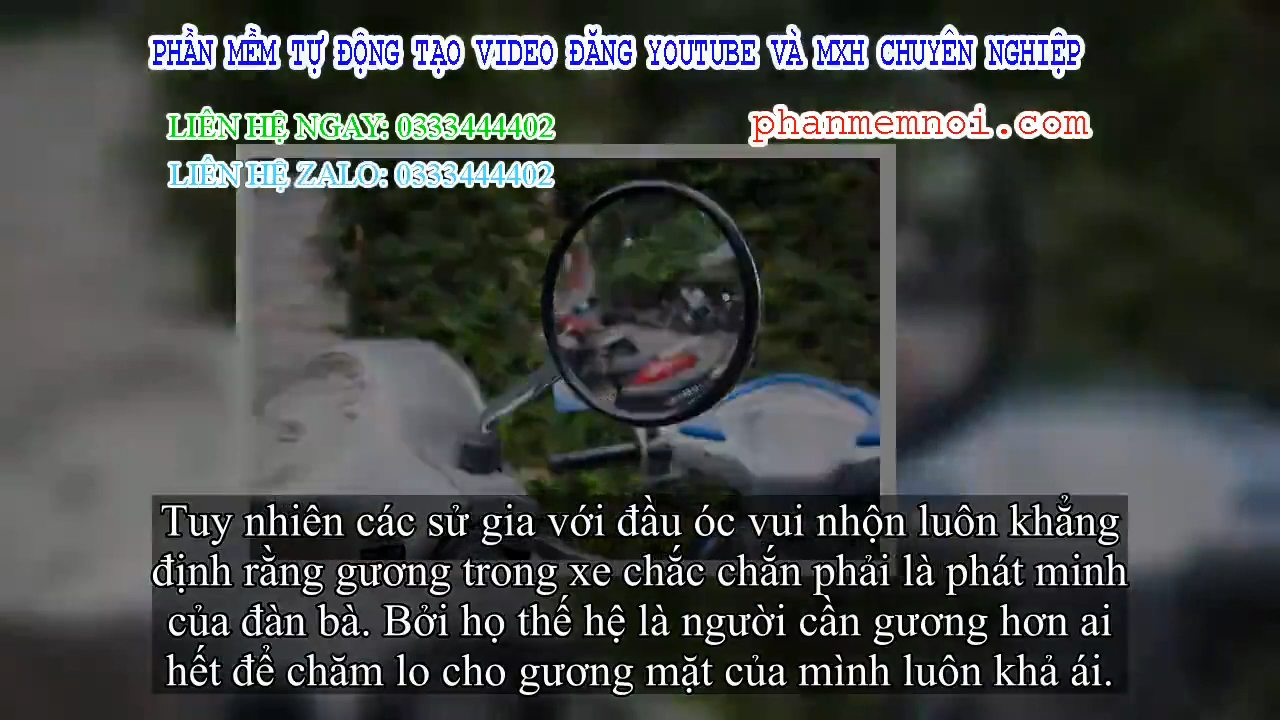 PHẦN MỀM TỰ ĐỘNG TẠO VIDEO ĐĂNG YOUTUBE VÀ MXH CHUYÊN NGHIỆP
LIÊN HỆ NGAY: 0333444402
phanmemnoi.com
LIÊN HỆ ZALO: 0333444402
Tuy nhiên các sử gia với đầu óc vui nhộn luôn khẳng
định rằng gương trong xe chắc chắn phải là phát minh
của đàn bà. Bởi họ thế hệ là người cần gương hơn ai
hết để chăm lo cho gương mặt của mình luôn khả ái.